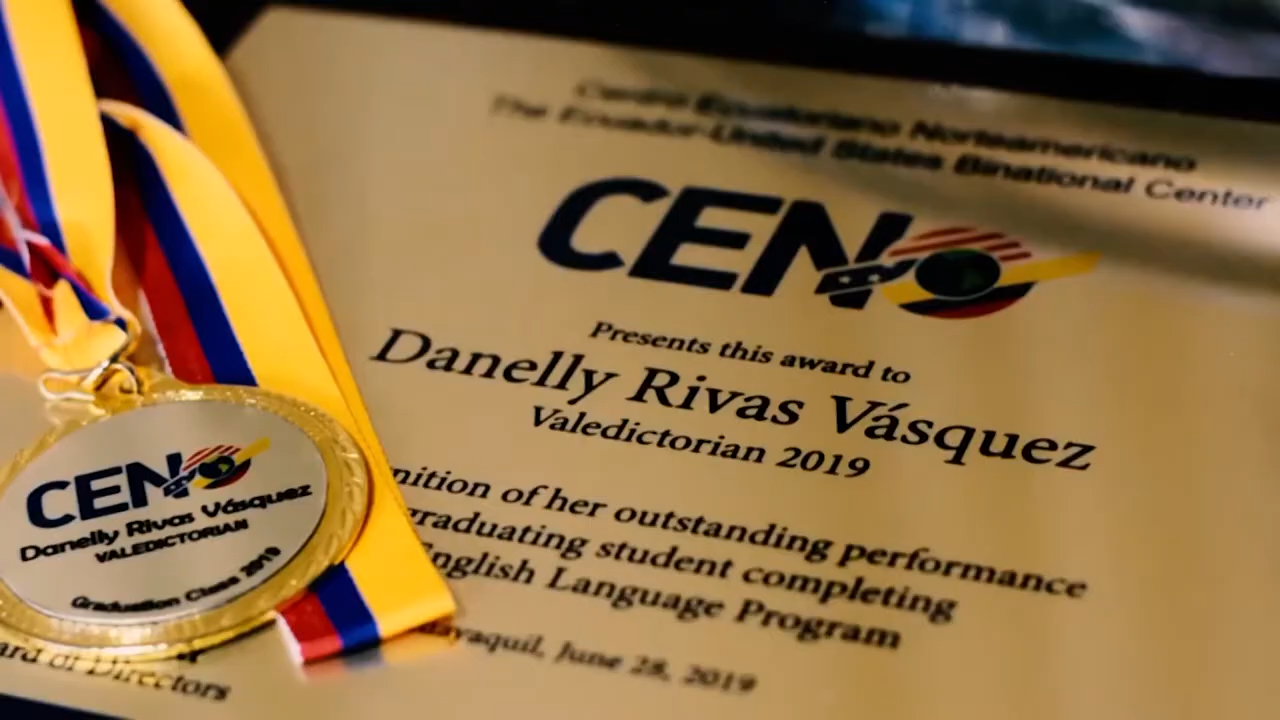 Centro Ecuatoriano Norteamericano
The Ecuador-United States Binational Center
CEN
Presents this award to
Danelly Rivas Vásquez
Valedictorian 2019
nition of her outstanding performance
graduating student completing
English Language Program
ayaquil, June 28, 2019
ard of Directors
CEN
Danelly Rivas Vásquez
VALEDICTORIAN
Graduation Class 2019